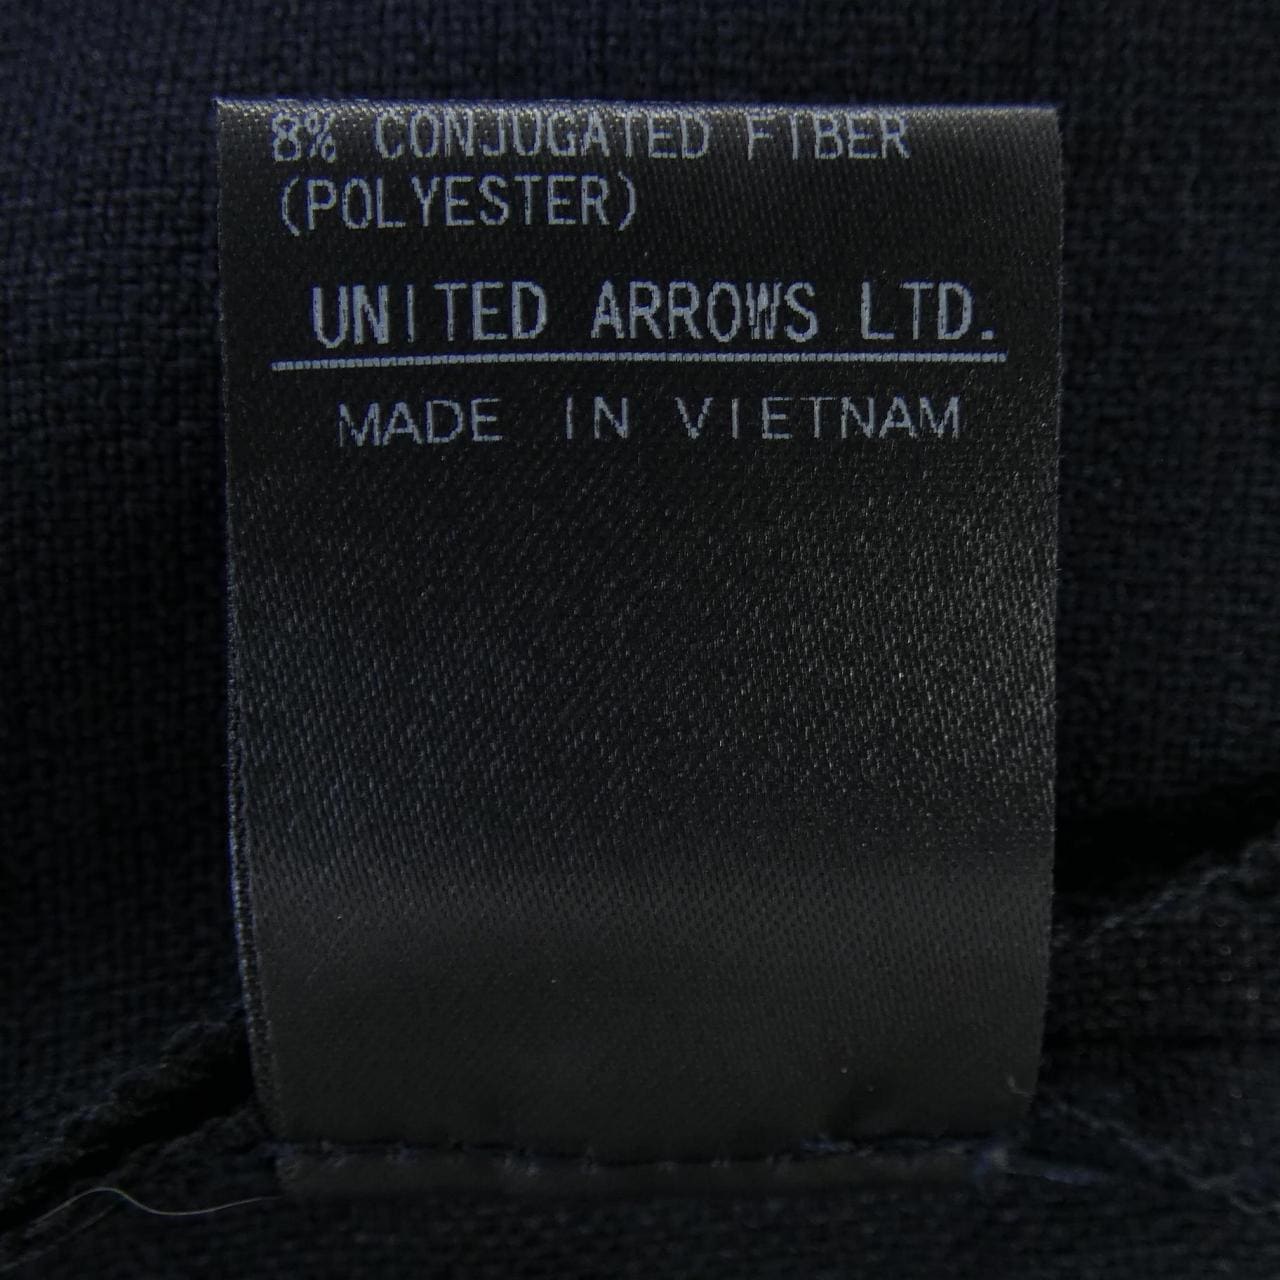 8% CONJUGATED FIBER
(POLYESTER)
UNITED ARROWS LTD.
MADE IN VIETNAM